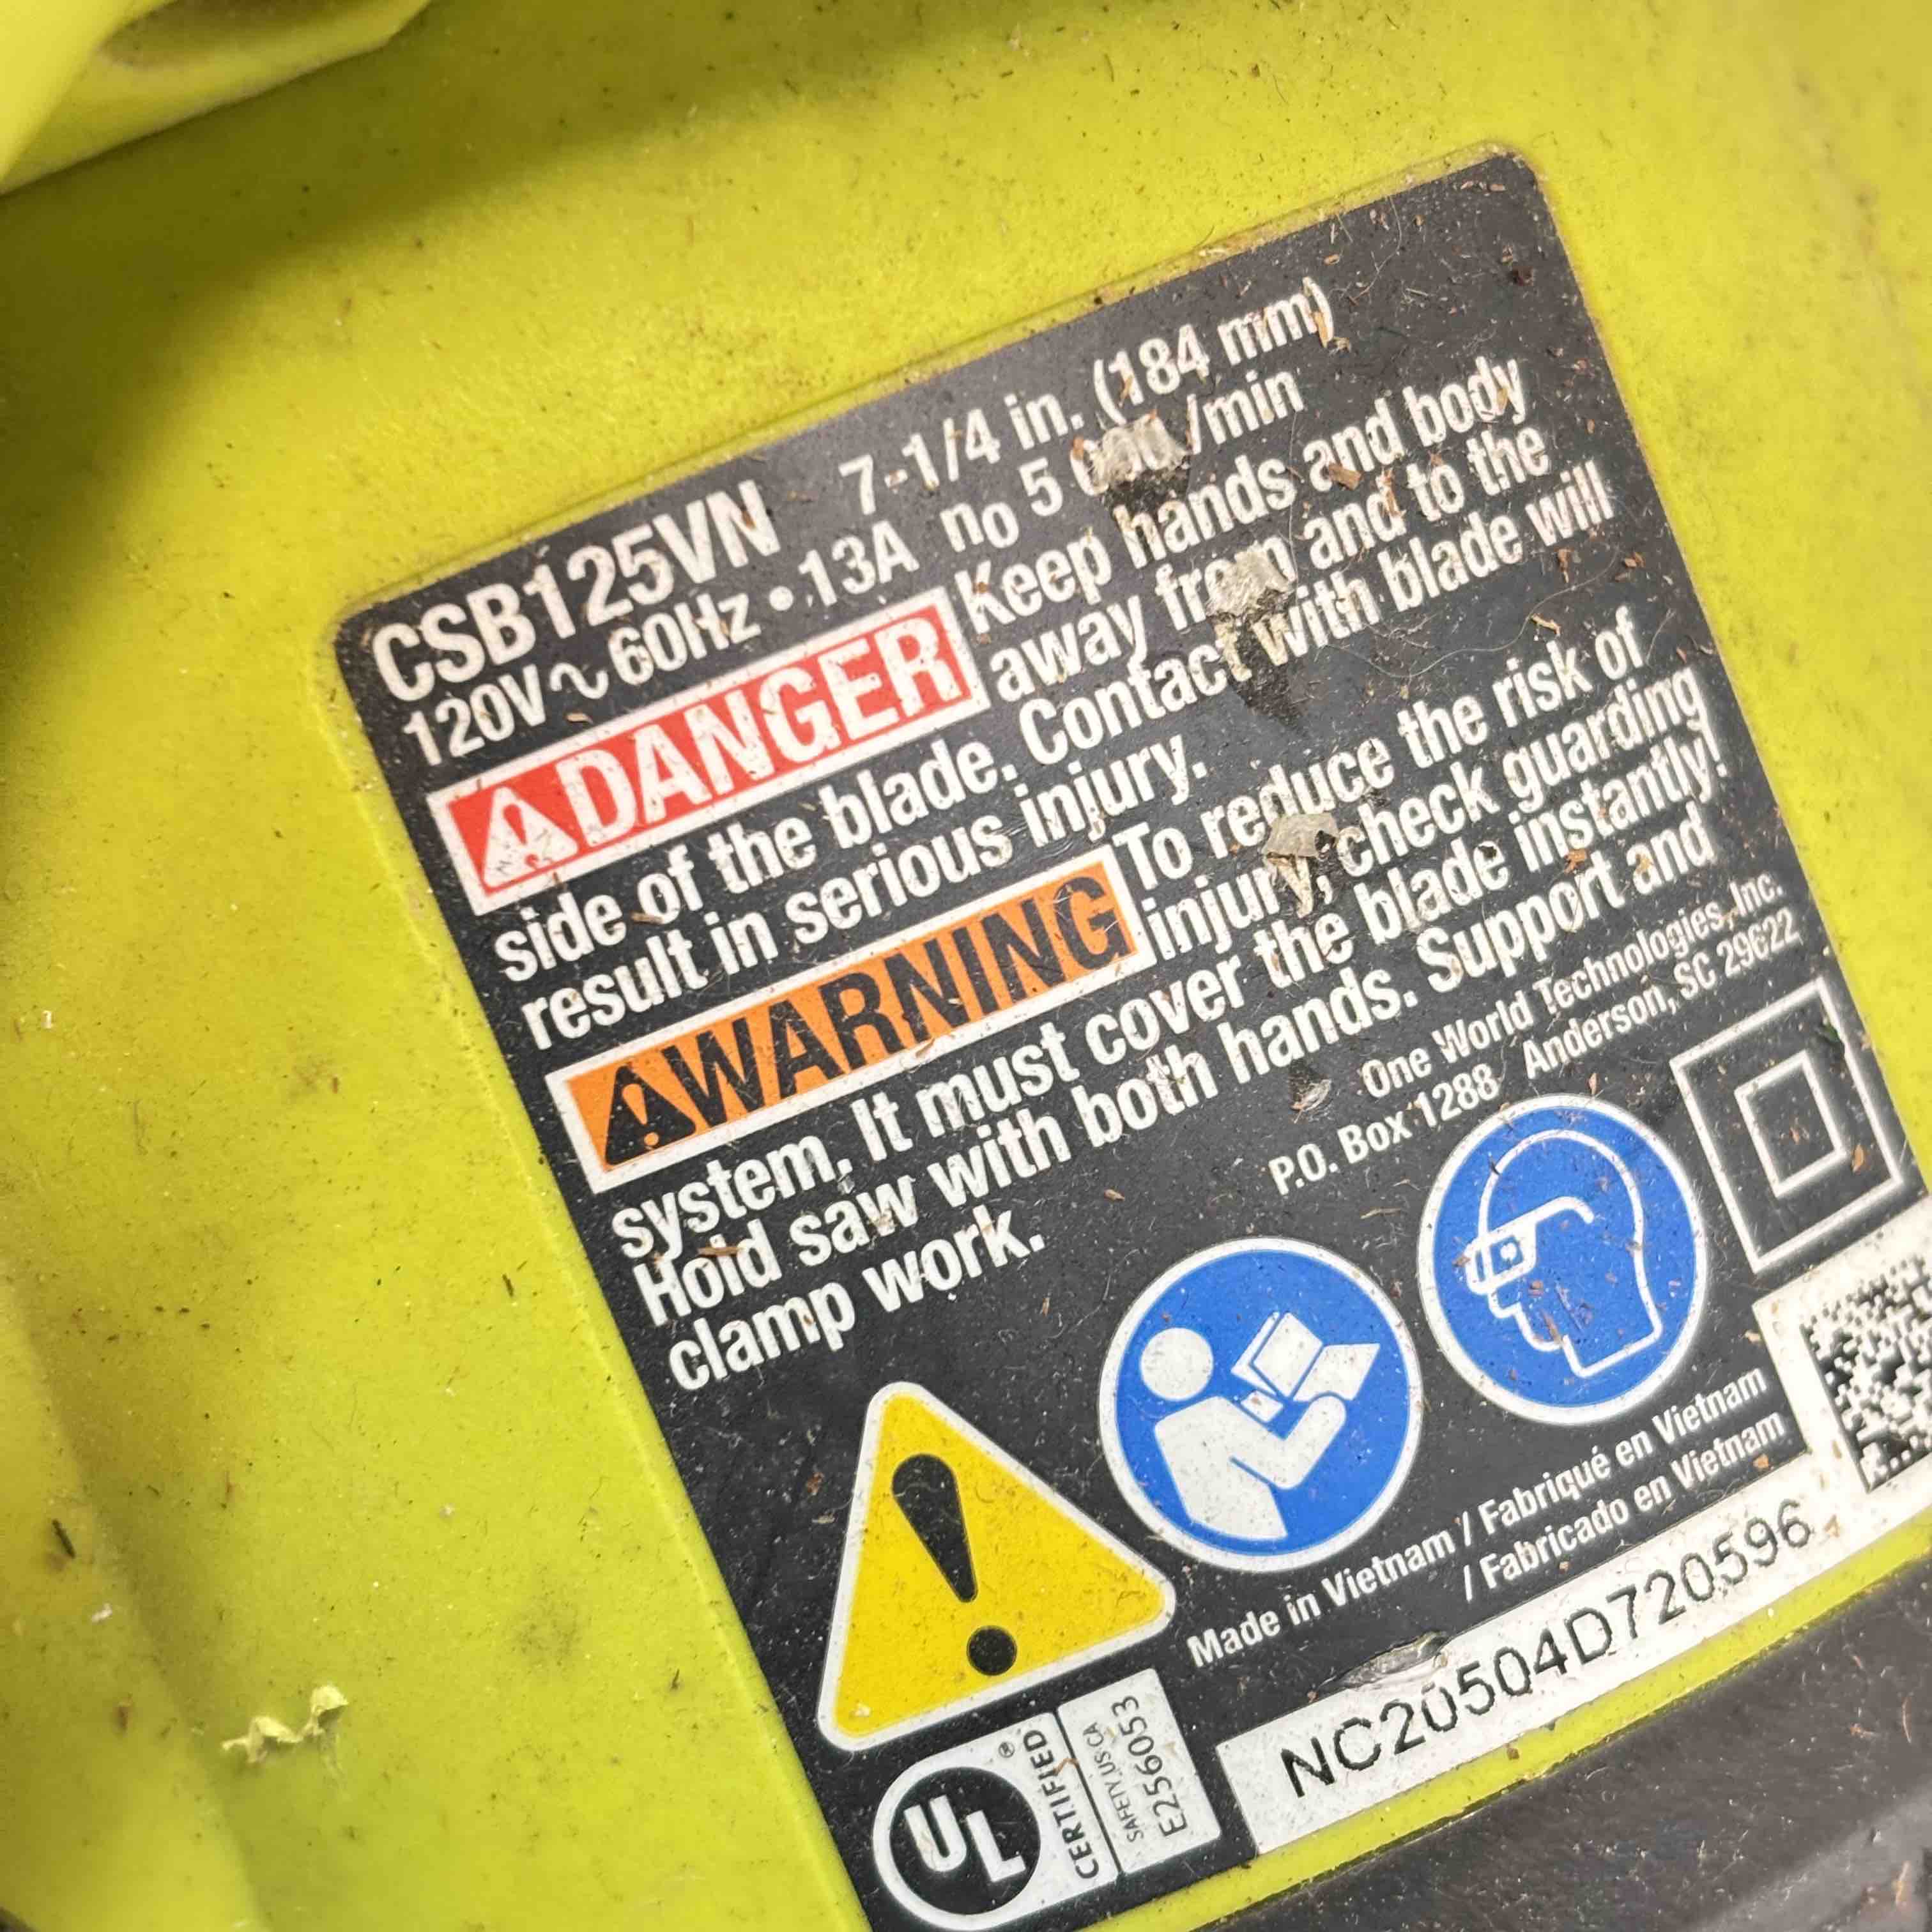 CSB125VN 7-1/4 in. (184 mm)
120V ~ 60Hz • 13A n₀ 5 000 /min
⚠DANGER Keep hands and body
away from and to the
side of the blade. Contact with blade will
result in serious injury.
⚠WARNING To reduce the risk of
injury, check guarding
system. It must cover the blade instantly!
Hold saw with both hands. Support and
clamp work.
One World Technologies, Inc.
P.O. Box 1288 Anderson, SC 29622
Made in Vietnam / Fabriqué en Vietnam
/ Fabricado en Vietnam
NC20504D720596
UL
CERTIFIED®
SAFETY US CA
E256053